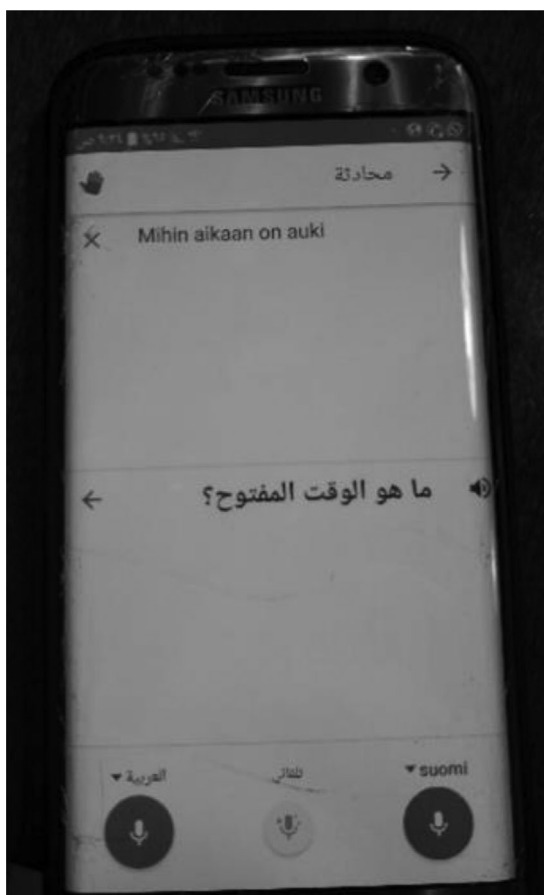 SAMSUNG
محادثة
Mihin aikaan on auki
ما هو الوقت المفتوح؟
العربية
تلقائي
suomi